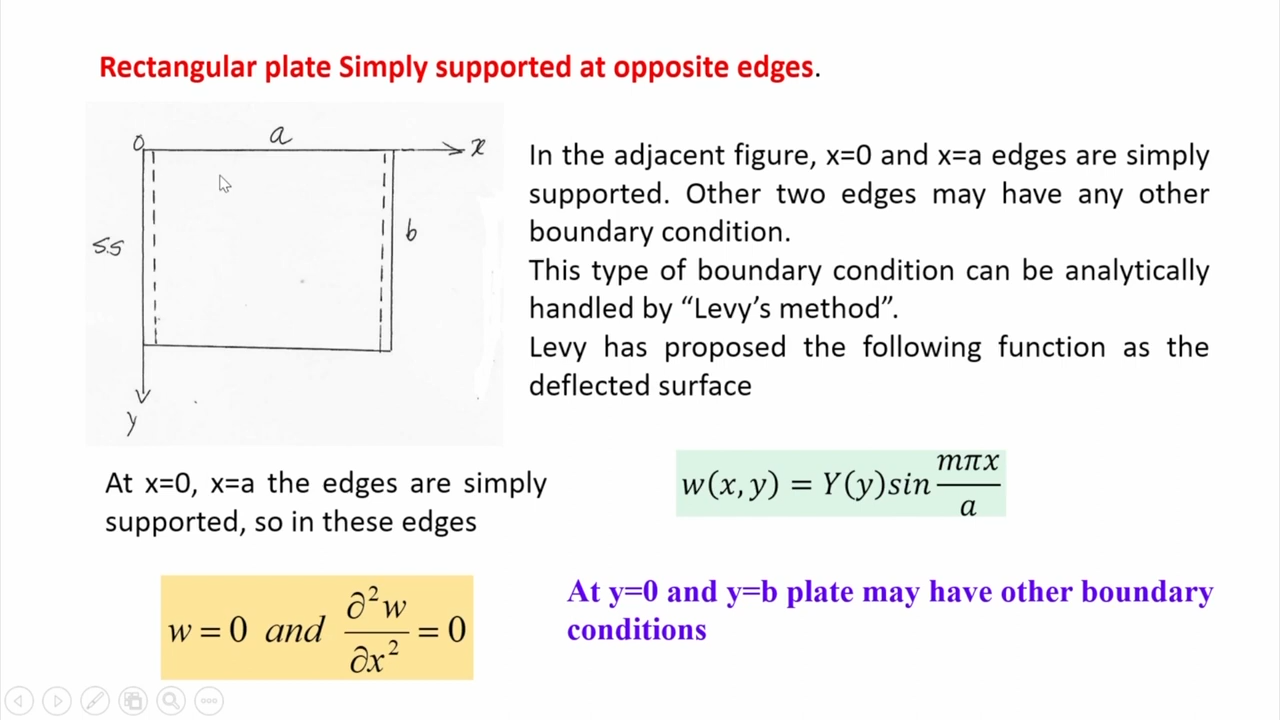 Rectangular plate Simply supported at opposite edges.
0
a
x
S.S
b
y
In the adjacent figure, x=0 and x=a edges are simply
supported. Other two edges may have any other
boundary condition.
This type of boundary condition can be analytically
handled by “Levy’s method”.
Levy has proposed the following function as the
deflected surface
w(x, y) = Y(y)sin mπx/a
At x=0, x=a the edges are simply
supported, so in these edges
w = 0 and ∂²w/∂x² = 0
At y=0 and y=b plate may have other boundary
conditions